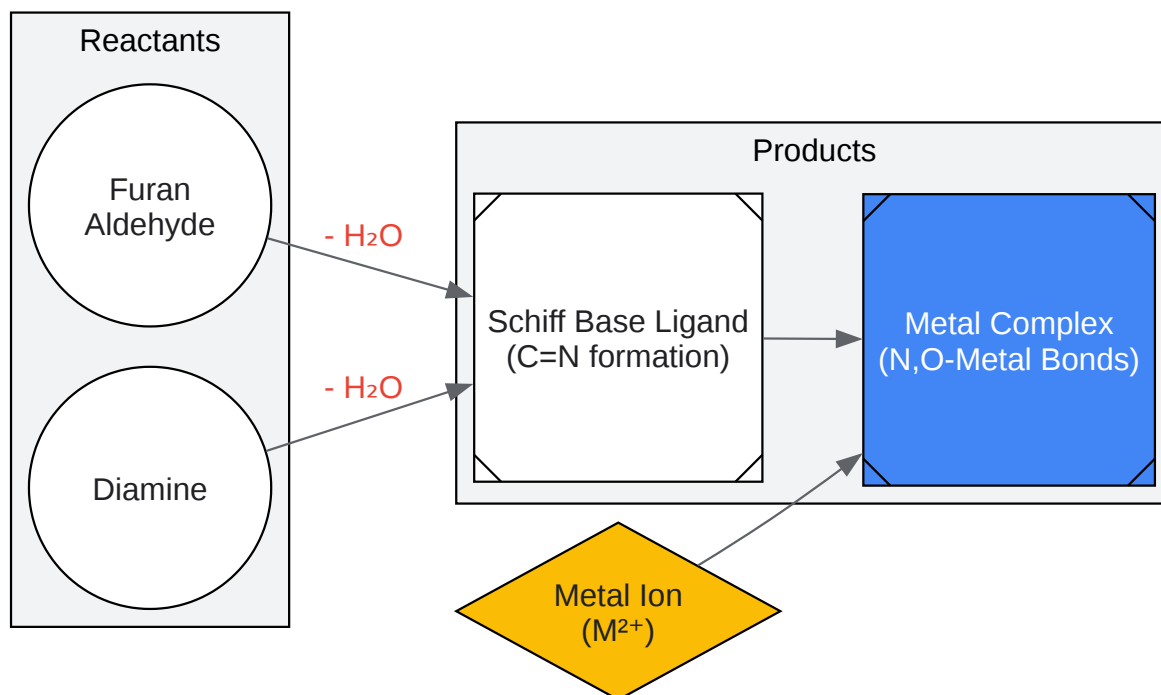 Reactants
Furan
Aldehyde
- H₂O
Diamine
- H₂O
Products
Schiff Base Ligand
(C=N formation)
Metal Complex
(N,O-Metal Bonds)
Metal Ion
(M²⁺)